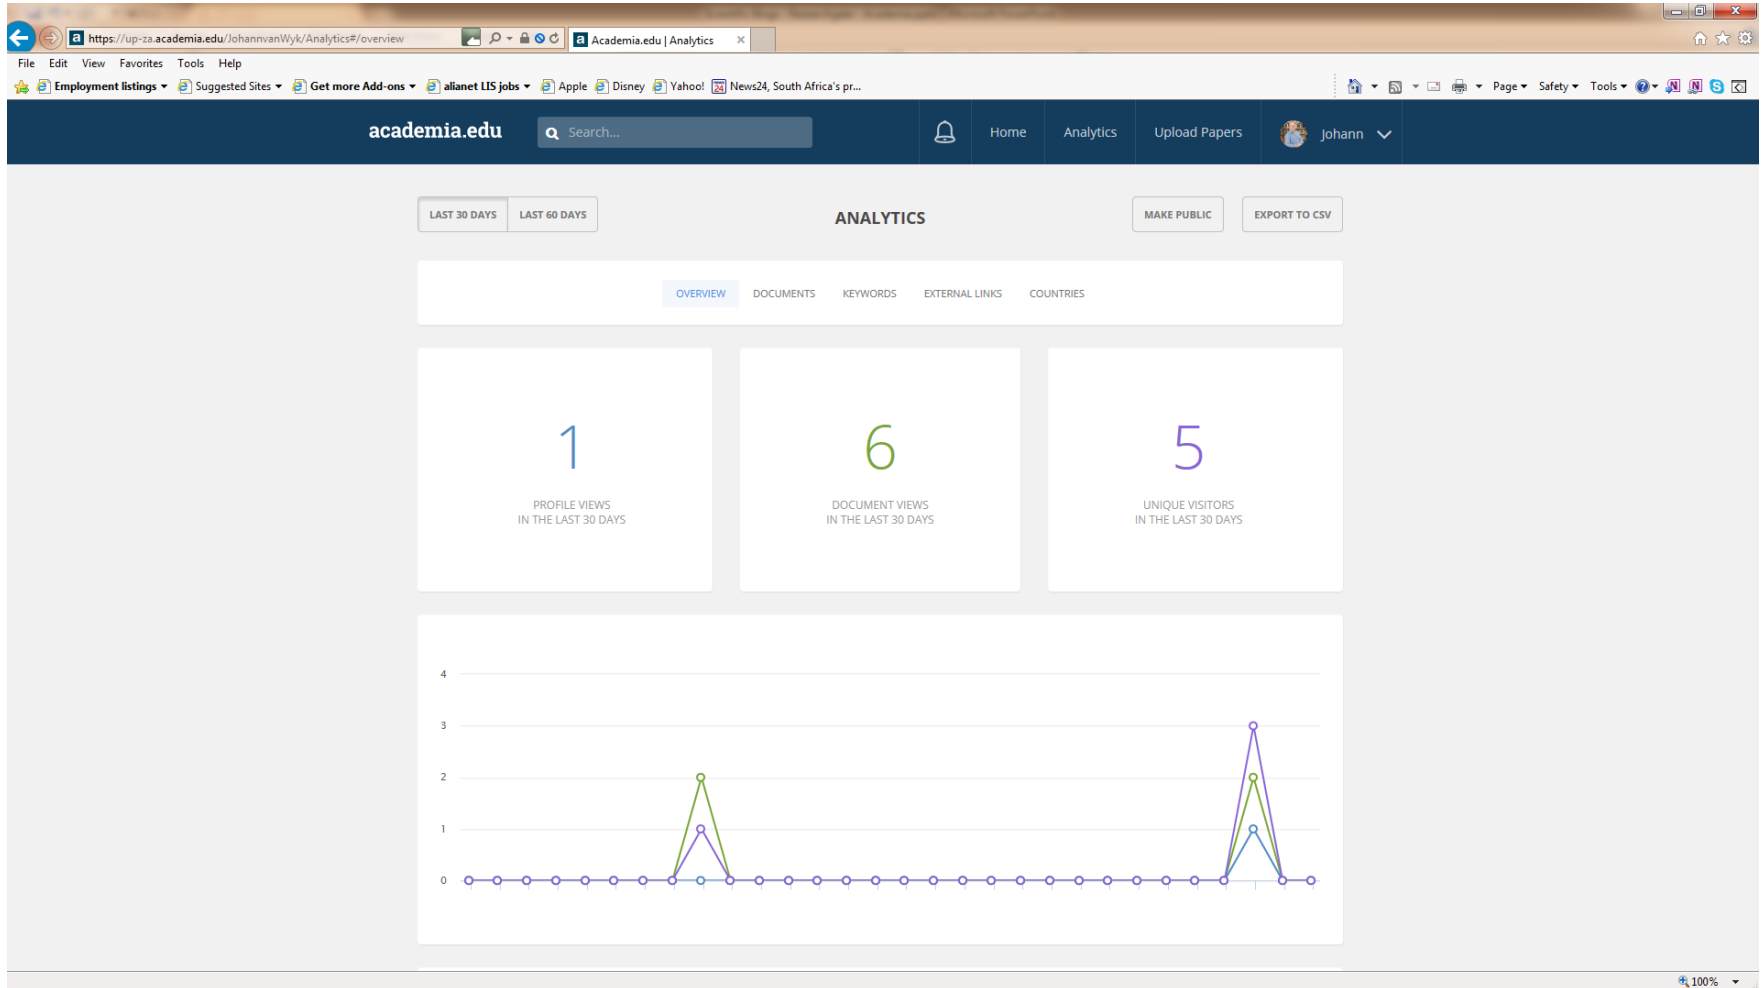 https://up-za.academia.edu/JohannvanWyk/Analytics#/overview
Academia.edu | Analytics
File Edit View Favorites Tools Help
Employment listings Suggested Sites Get more Add-ons alianet LIS jobs Apple Disney Yahoo! News24, South Africa's pr...
Page Safety Tools
academia.edu Search... Home Analytics Upload Papers Johann
LAST 30 DAYS LAST 60 DAYS ANALYTICS MAKE PUBLIC EXPORT TO CSV
OVERVIEW DOCUMENTS KEYWORDS EXTERNAL LINKS COUNTRIES
1
PROFILE VIEWS
IN THE LAST 30 DAYS
6
DOCUMENT VIEWS
IN THE LAST 30 DAYS
5
UNIQUE VISITORS
IN THE LAST 30 DAYS
4
3
2
1
0
100%